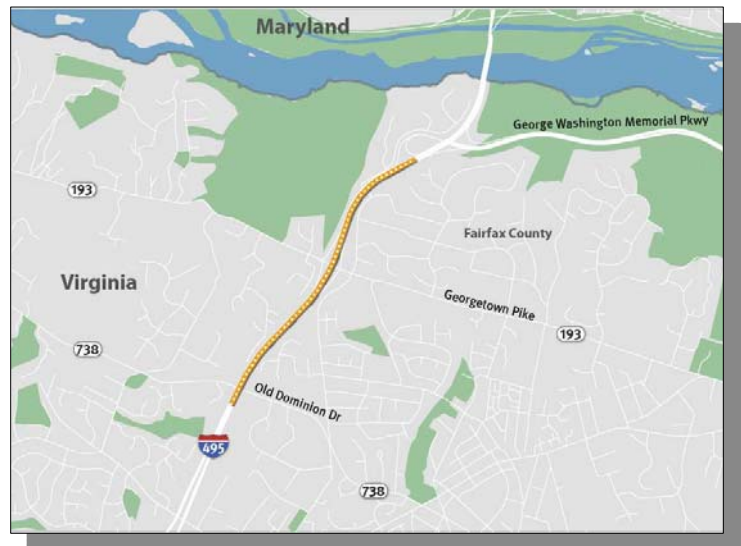 Maryland
George Washington Memorial Pkwy
193
Fairfax County
Virginia
Georgetown Pike
193
738
Old Dominion Dr
495
738